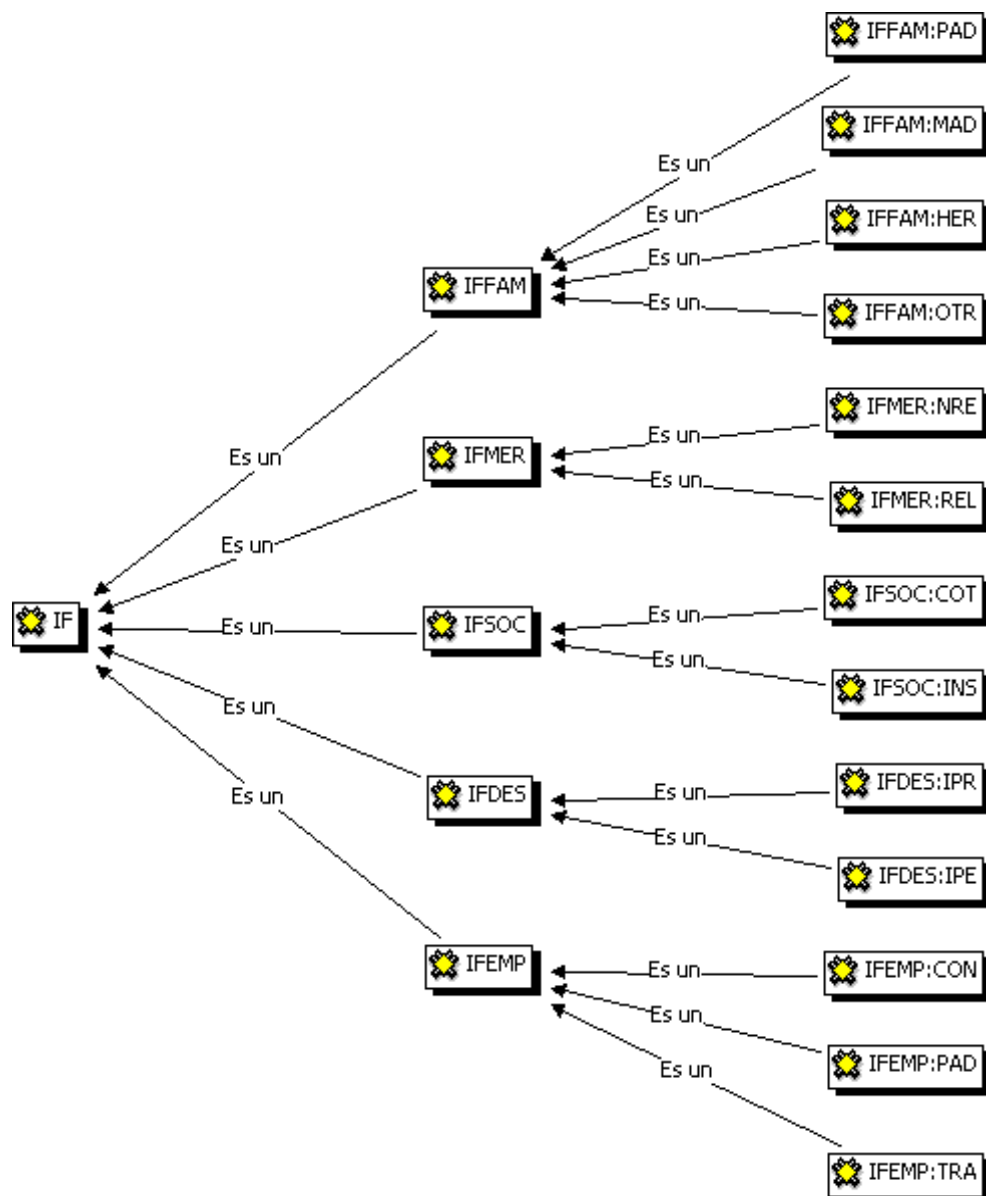 IFFAM:PAD
IFFAM:MAD
Es un
IFFAM:HER
Es un
Es un
IFFAM
Es un
IFFAM:OTR
IFMER:NRE
Es un
Es un
IFMER
Es un
IFMER:REL
Es un
IFSOC:COT
IF
Es un
IFSOC
Es un
Es un
IFSOC:INS
Es un
IFDES:IPR
IFDES
Es un
Es un
Es un
IFDES:IPE
IFEMP
Es un
IFEMP:CON
Es un
IFEMP:PAD
Es un
IFEMP:TRA